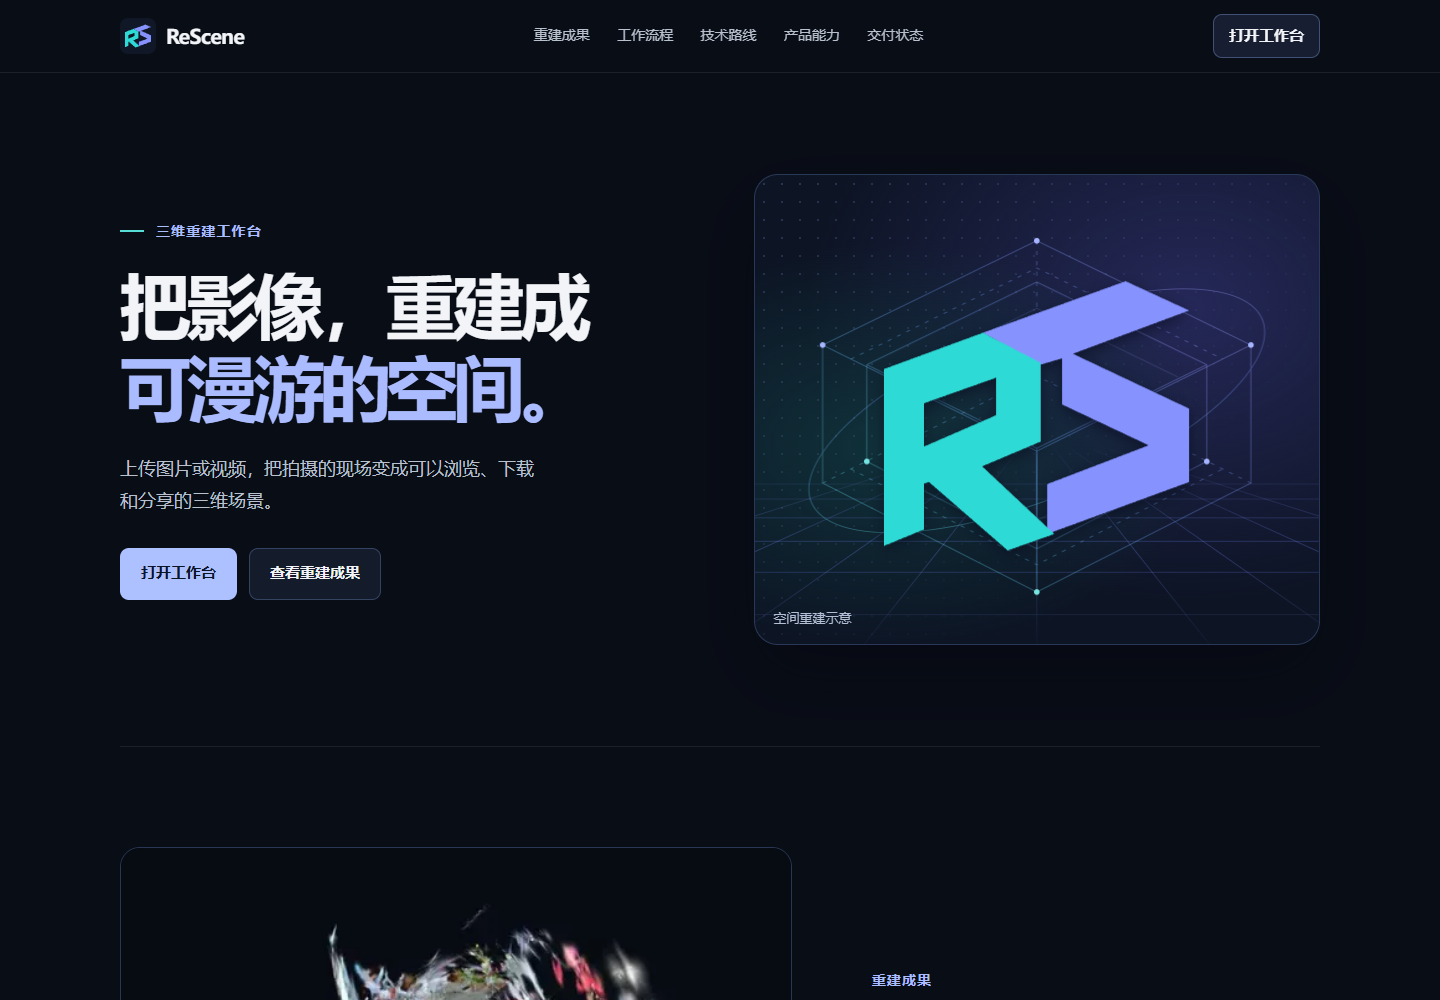 RS ReScene
重建成果 工作流程 技术路线 产品能力 交付状态
打开工作台
三维重建工作台
把影像，重建成
可漫游的空间。
上传图片或视频，把拍摄的现场变成可以浏览、下载
和分享的三维场景。
打开工作台 查看重建成果
RS
空间重建示意
重建成果